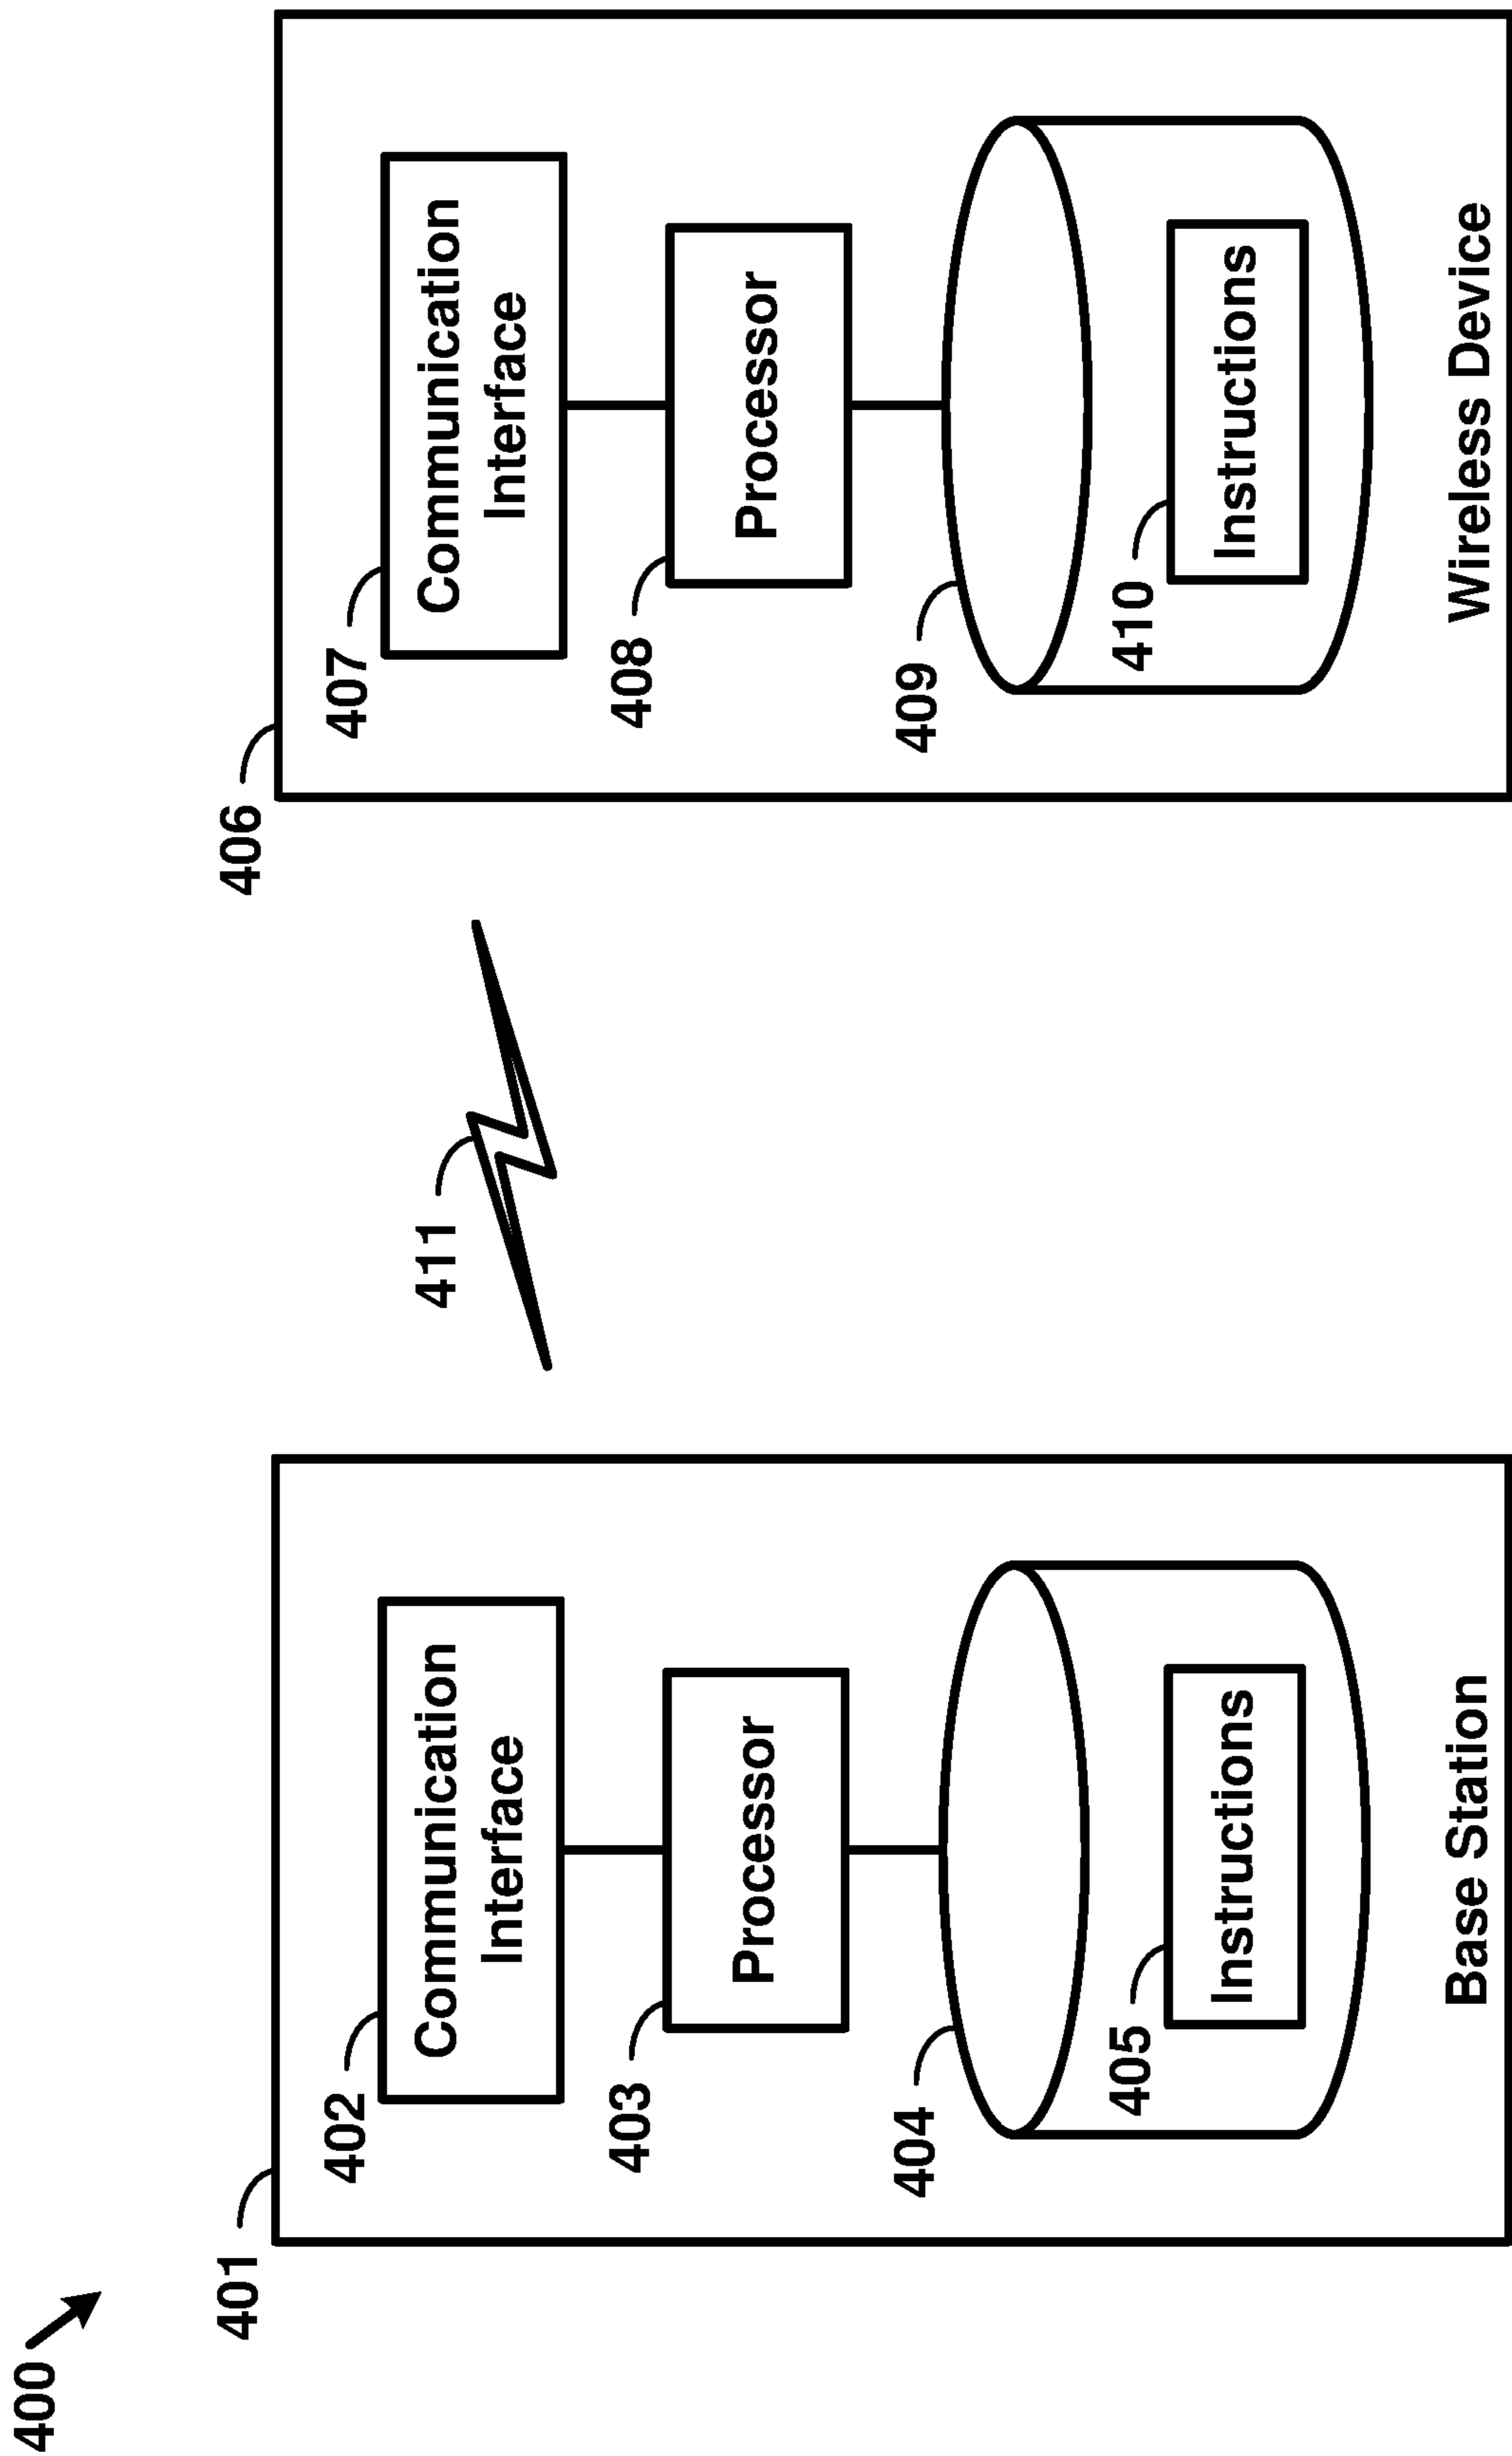 400
401
402
Communication
Interface
403
Processor
404
405
Instructions
Base Station
411
406
407
Communication
Interface
408
Processor
409
410
Instructions
Wireless Device